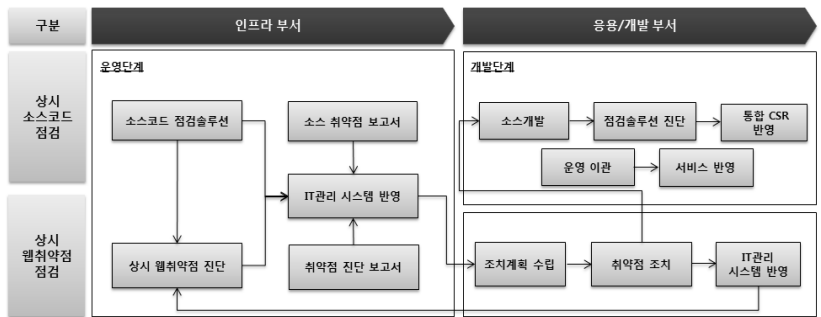 구분
인프라 부서
응용/개발 부서
상시
소스코드
점검
운영단계
개발단계
소스코드 점검솔루션
소스 취약점 보고서
소스개발
점검솔루션 진단
통합 CSR
반영
운영 이관
서비스 반영
IT관리 시스템 반영
상시
웹취약점
점검
상시 웹취약점 진단
취약점 진단 보고서
조치계획 수립
취약점 조치
IT관리
시스템 반영